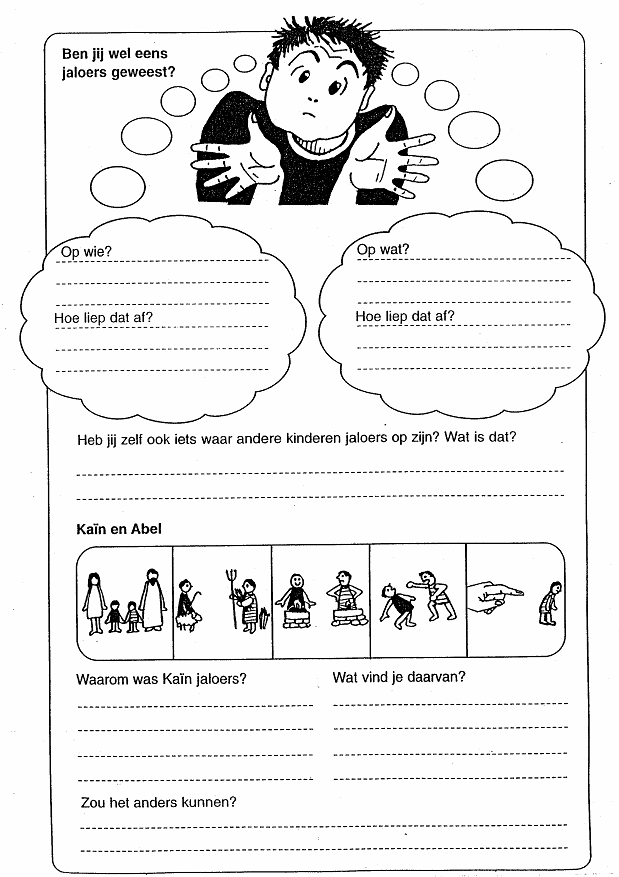 Ben jij wel eens
jaloers geweest?
Op wie?
Hoe liep dat af?
Op wat?
Hoe liep dat af?
Heb jij zelf ook iets waar andere kinderen jaloers op zijn? Wat is dat?
Kaïn en Abel
Waarom was Kaïn jaloers?
Wat vind je daarvan?
Zou het anders kunnen?